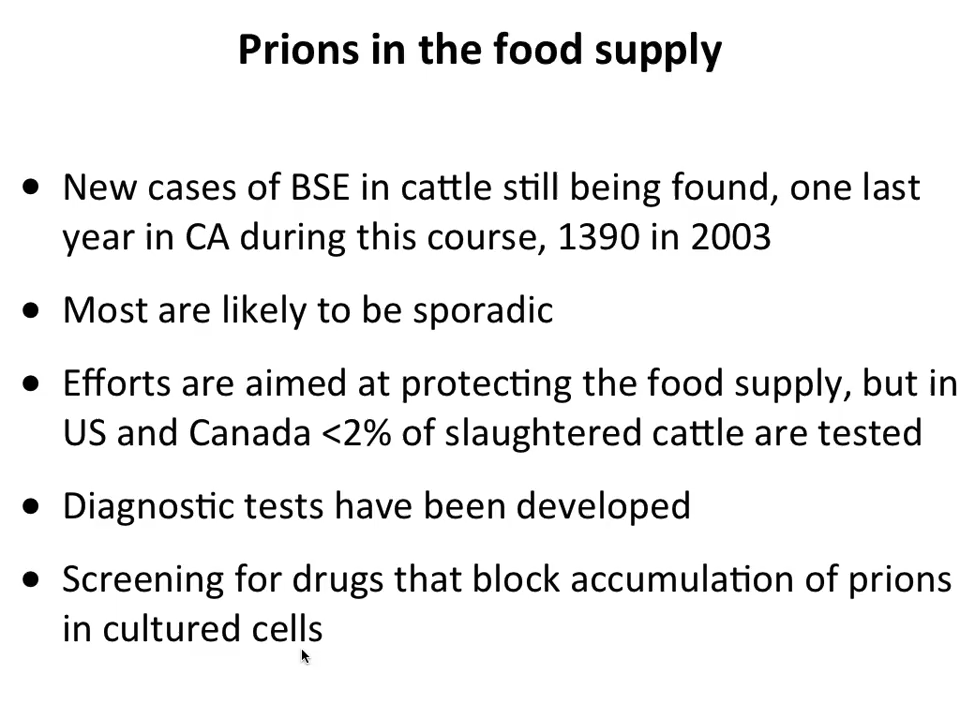 Prions in the food supply
• New cases of BSE in cattle still being found, one last
year in CA during this course, 1390 in 2003
• Most are likely to be sporadic
• Efforts are aimed at protecting the food supply, but in
US and Canada <2% of slaughtered cattle are tested
• Diagnostic tests have been developed
• Screening for drugs that block accumulation of prions
in cultured cells